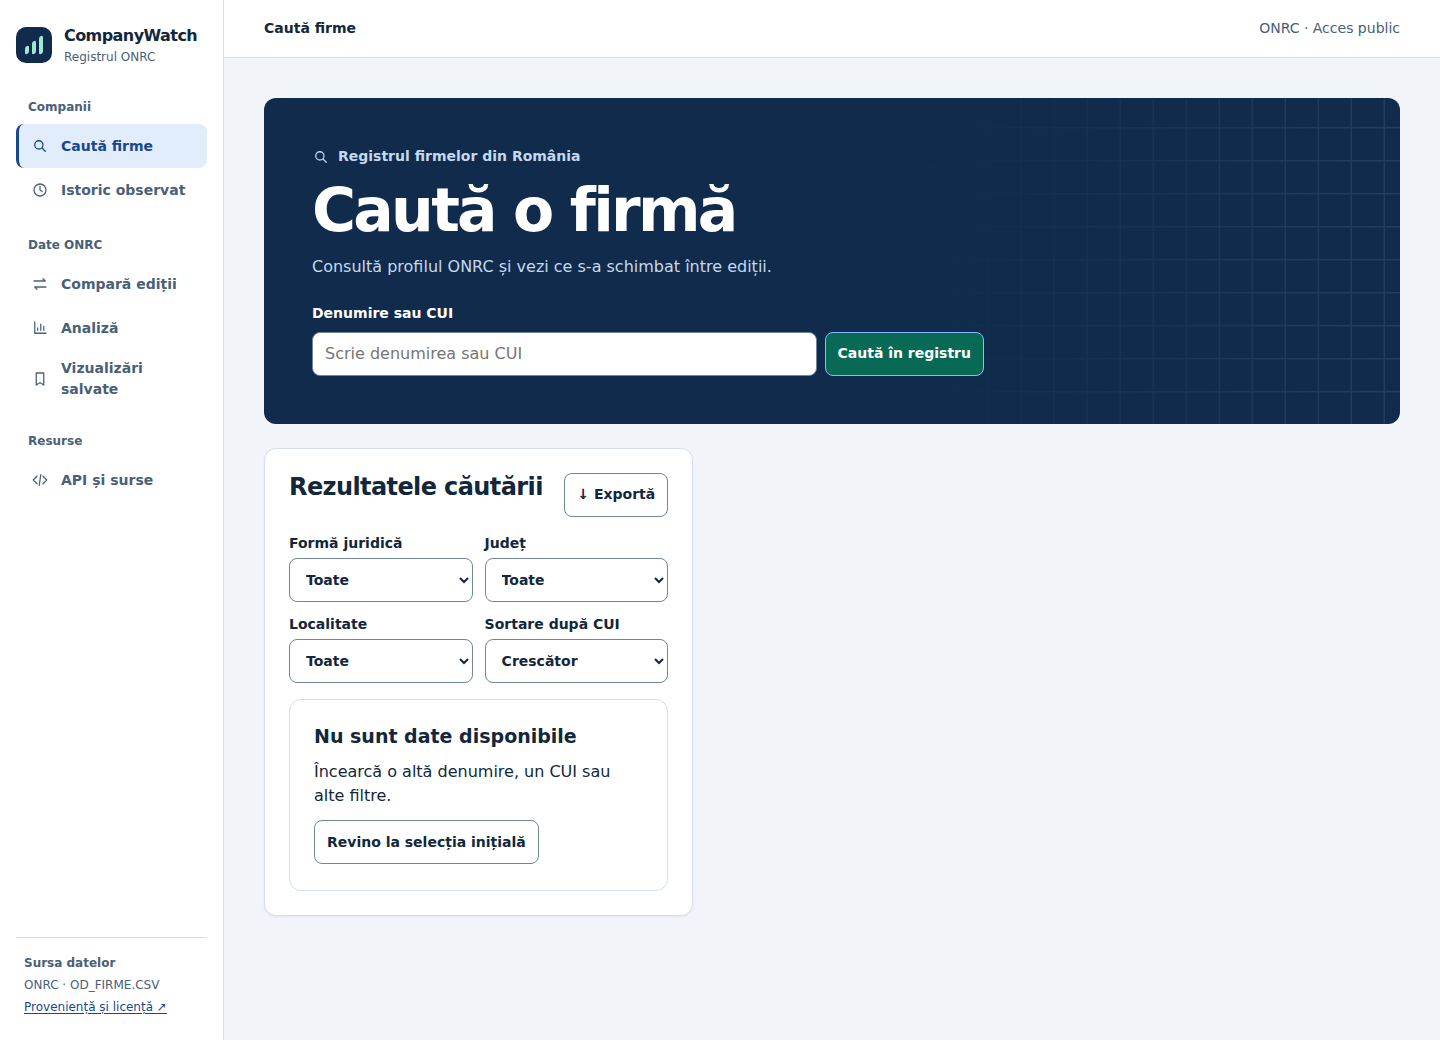 CompanyWatch
Registrul ONRC
Companii
Caută firme
Istoric observat
Date ONRC
Compară ediții
Analiză
Vizualizări
salvate
Resurse
API și surse
Sursa datelor
ONRC · OD_FIRME.CSV
Proveniență și licență ↗
Caută firme
ONRC · Acces public
Registrul firmelor din România
Caută o firmă
Consultă profilul ONRC și vezi ce s-a schimbat între ediții.
Denumire sau CUI
Scrie denumirea sau CUI
Caută în registru
Rezultatele căutării
↓ Exportă
Formă juridică
Județ
Toate
Toate
Localitate
Sortare după CUI
Toate
Crescător
Nu sunt date disponibile
Încearcă o altă denumire, un CUI sau
alte filtre.
Revino la selecția inițială